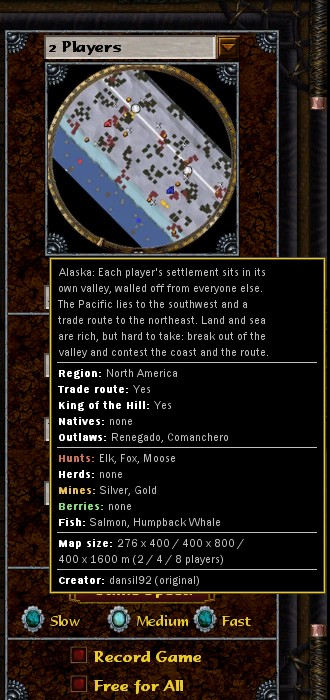 2 Players
Alaska: Each player's settlement sits in its
own valley, walled off from everyone else.
The Pacific lies to the southwest and a
trade route to the northeast. Land and sea
are rich, but hard to take: break out of the
valley and contest the coast and the route.
Region: North America
Trade route: Yes
King of the Hill: Yes
Natives: none
Outlaws: Renegado, Comanchero
Hunts: Elk, Fox, Moose
Herds: none
Mines: Silver, Gold
Berries: none
Fish: Salmon, Humpback Whale
Map size: 276 x 400 / 400 x 800 /
400 x 1600 m (2 / 4 / 8 players)
Creator: dansil92 (original)
Slow Medium Fast
Record Game
Free for All